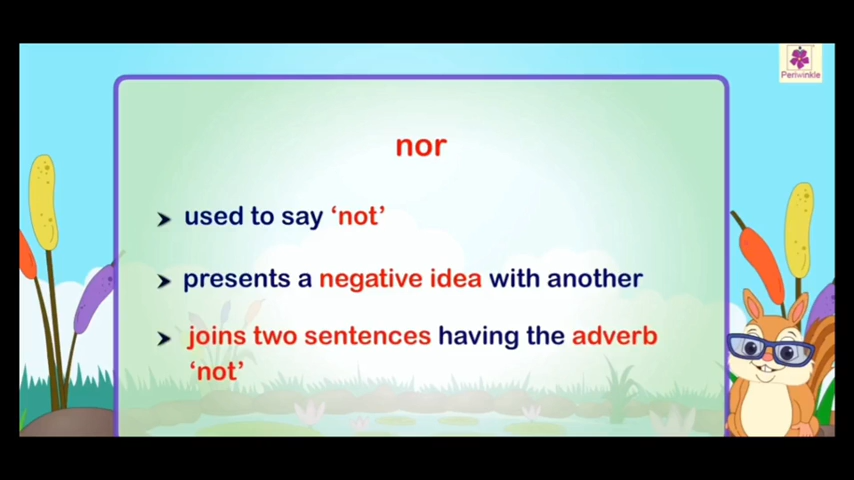 Periwinkle
nor
➤ used to say ‘not’
➤ presents a negative idea with another
➤ joins two sentences having the adverb
‘not’